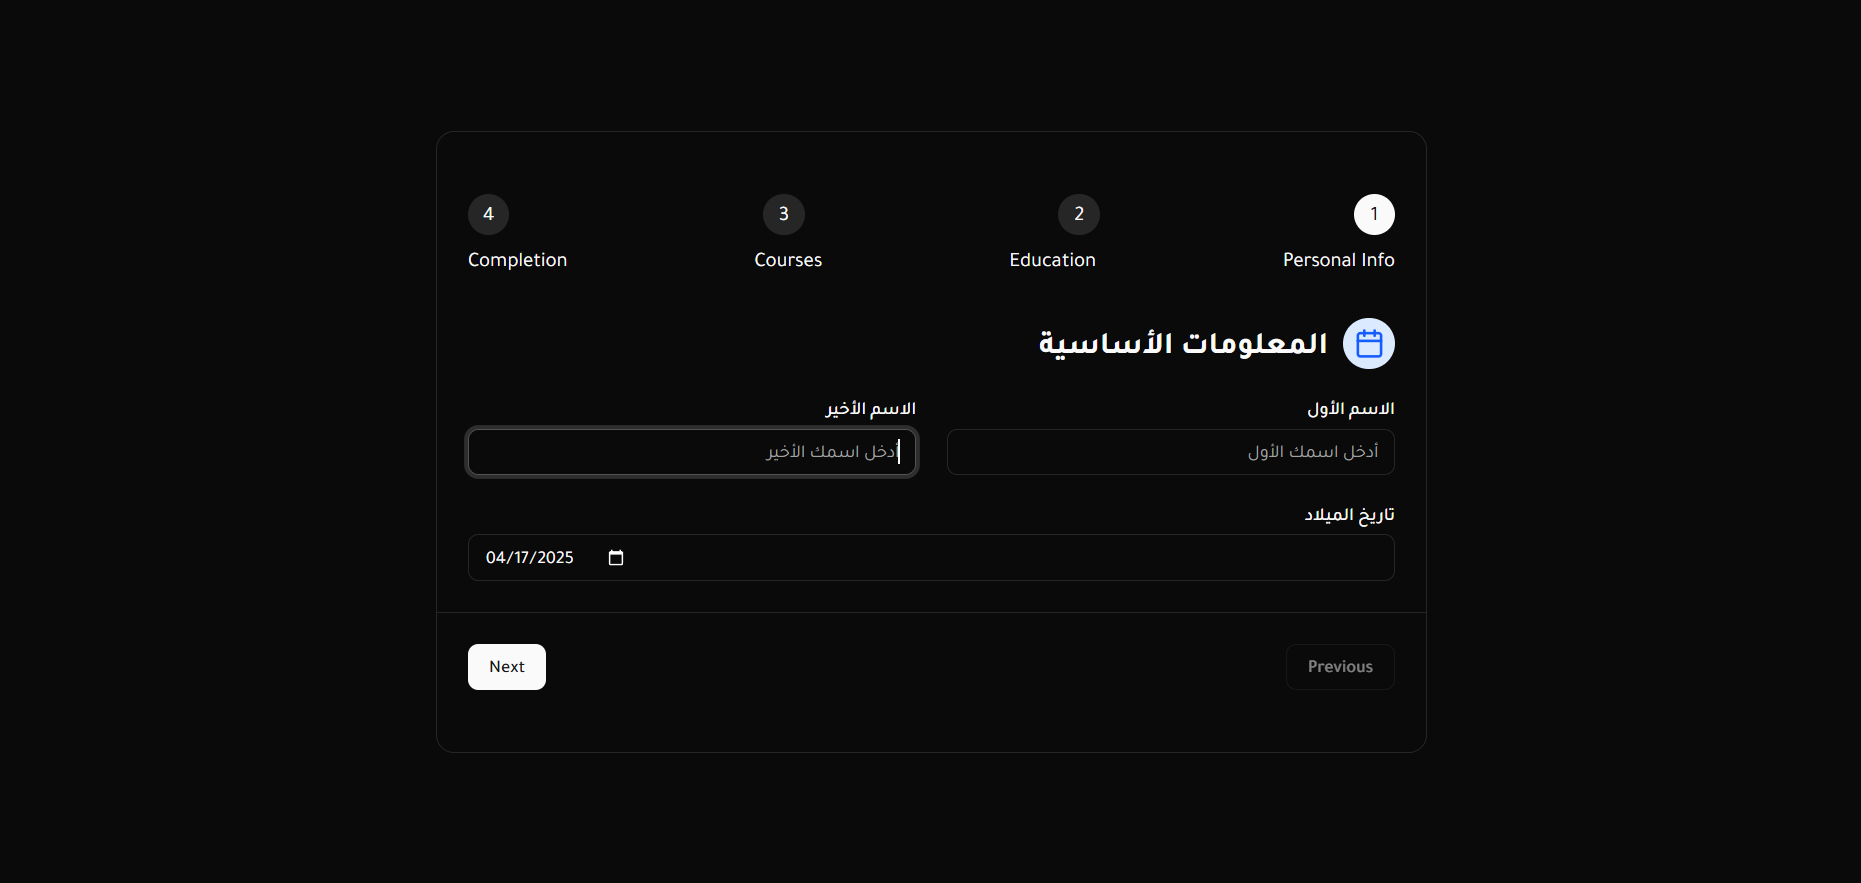 1 2 3 4
Personal Info Education Courses Completion
المعلومات الأساسية
الاسم الأول الاسم الأخير
أدخل اسمك الأول أدخل اسمك الأخير
تاريخ الميلاد
04/17/2025
Previous Next